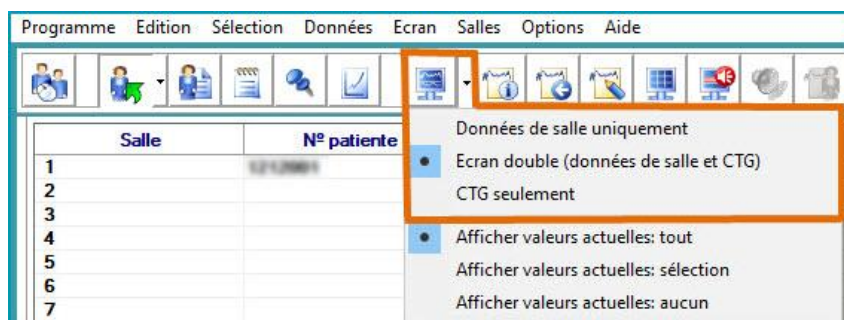 Programme Edition Sélection Données Ecran Salles Options Aide
Salle Nº patiente
1
2
3
4
5
6
7
Données de salle uniquement
Ecran double (données de salle et CTG)
CTG seulement
Afficher valeurs actuelles: tout
Afficher valeurs actuelles: sélection
Afficher valeurs actuelles: aucun